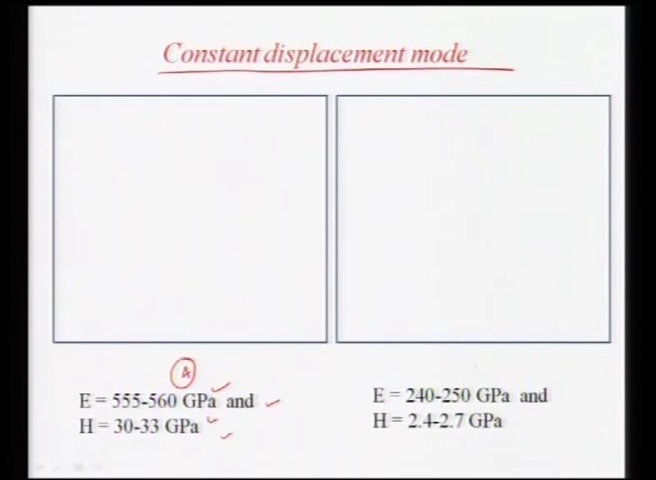 Constant displacement mode
A
E = 555-560 GPa and
H = 30-33 GPa
E = 240-250 GPa and
H = 2.4-2.7 GPa